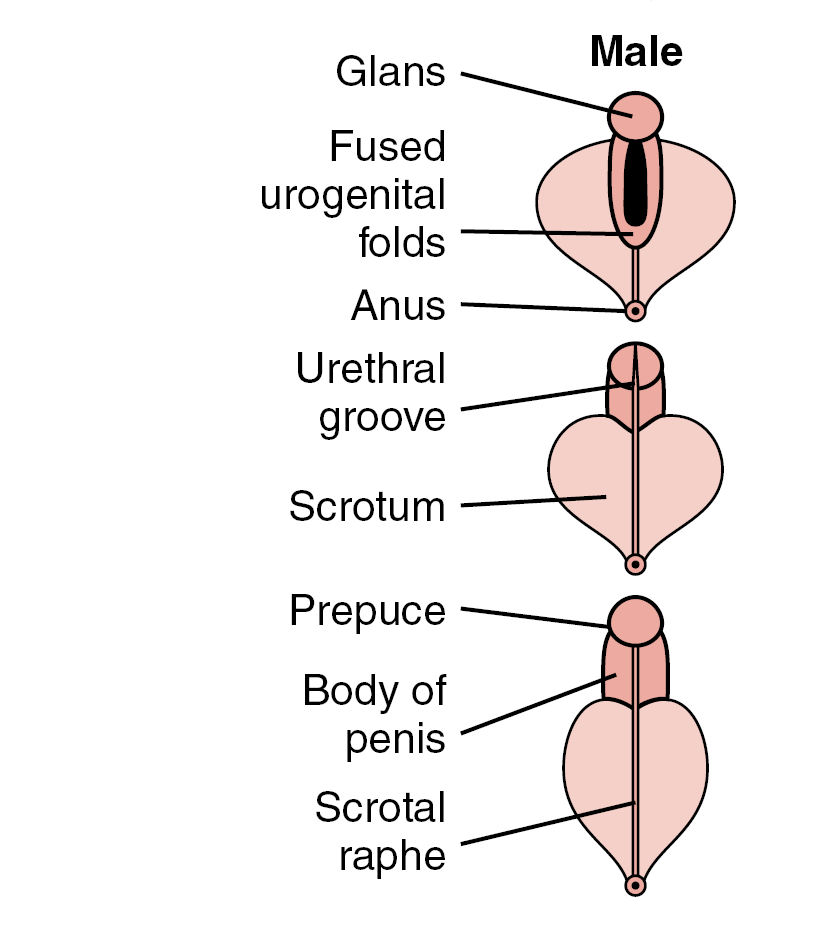 Male
Glans
Fused
urogenital
folds
Anus
Urethral
groove
Scrotum
Prepuce
Body of
penis
Scrotal
raphe